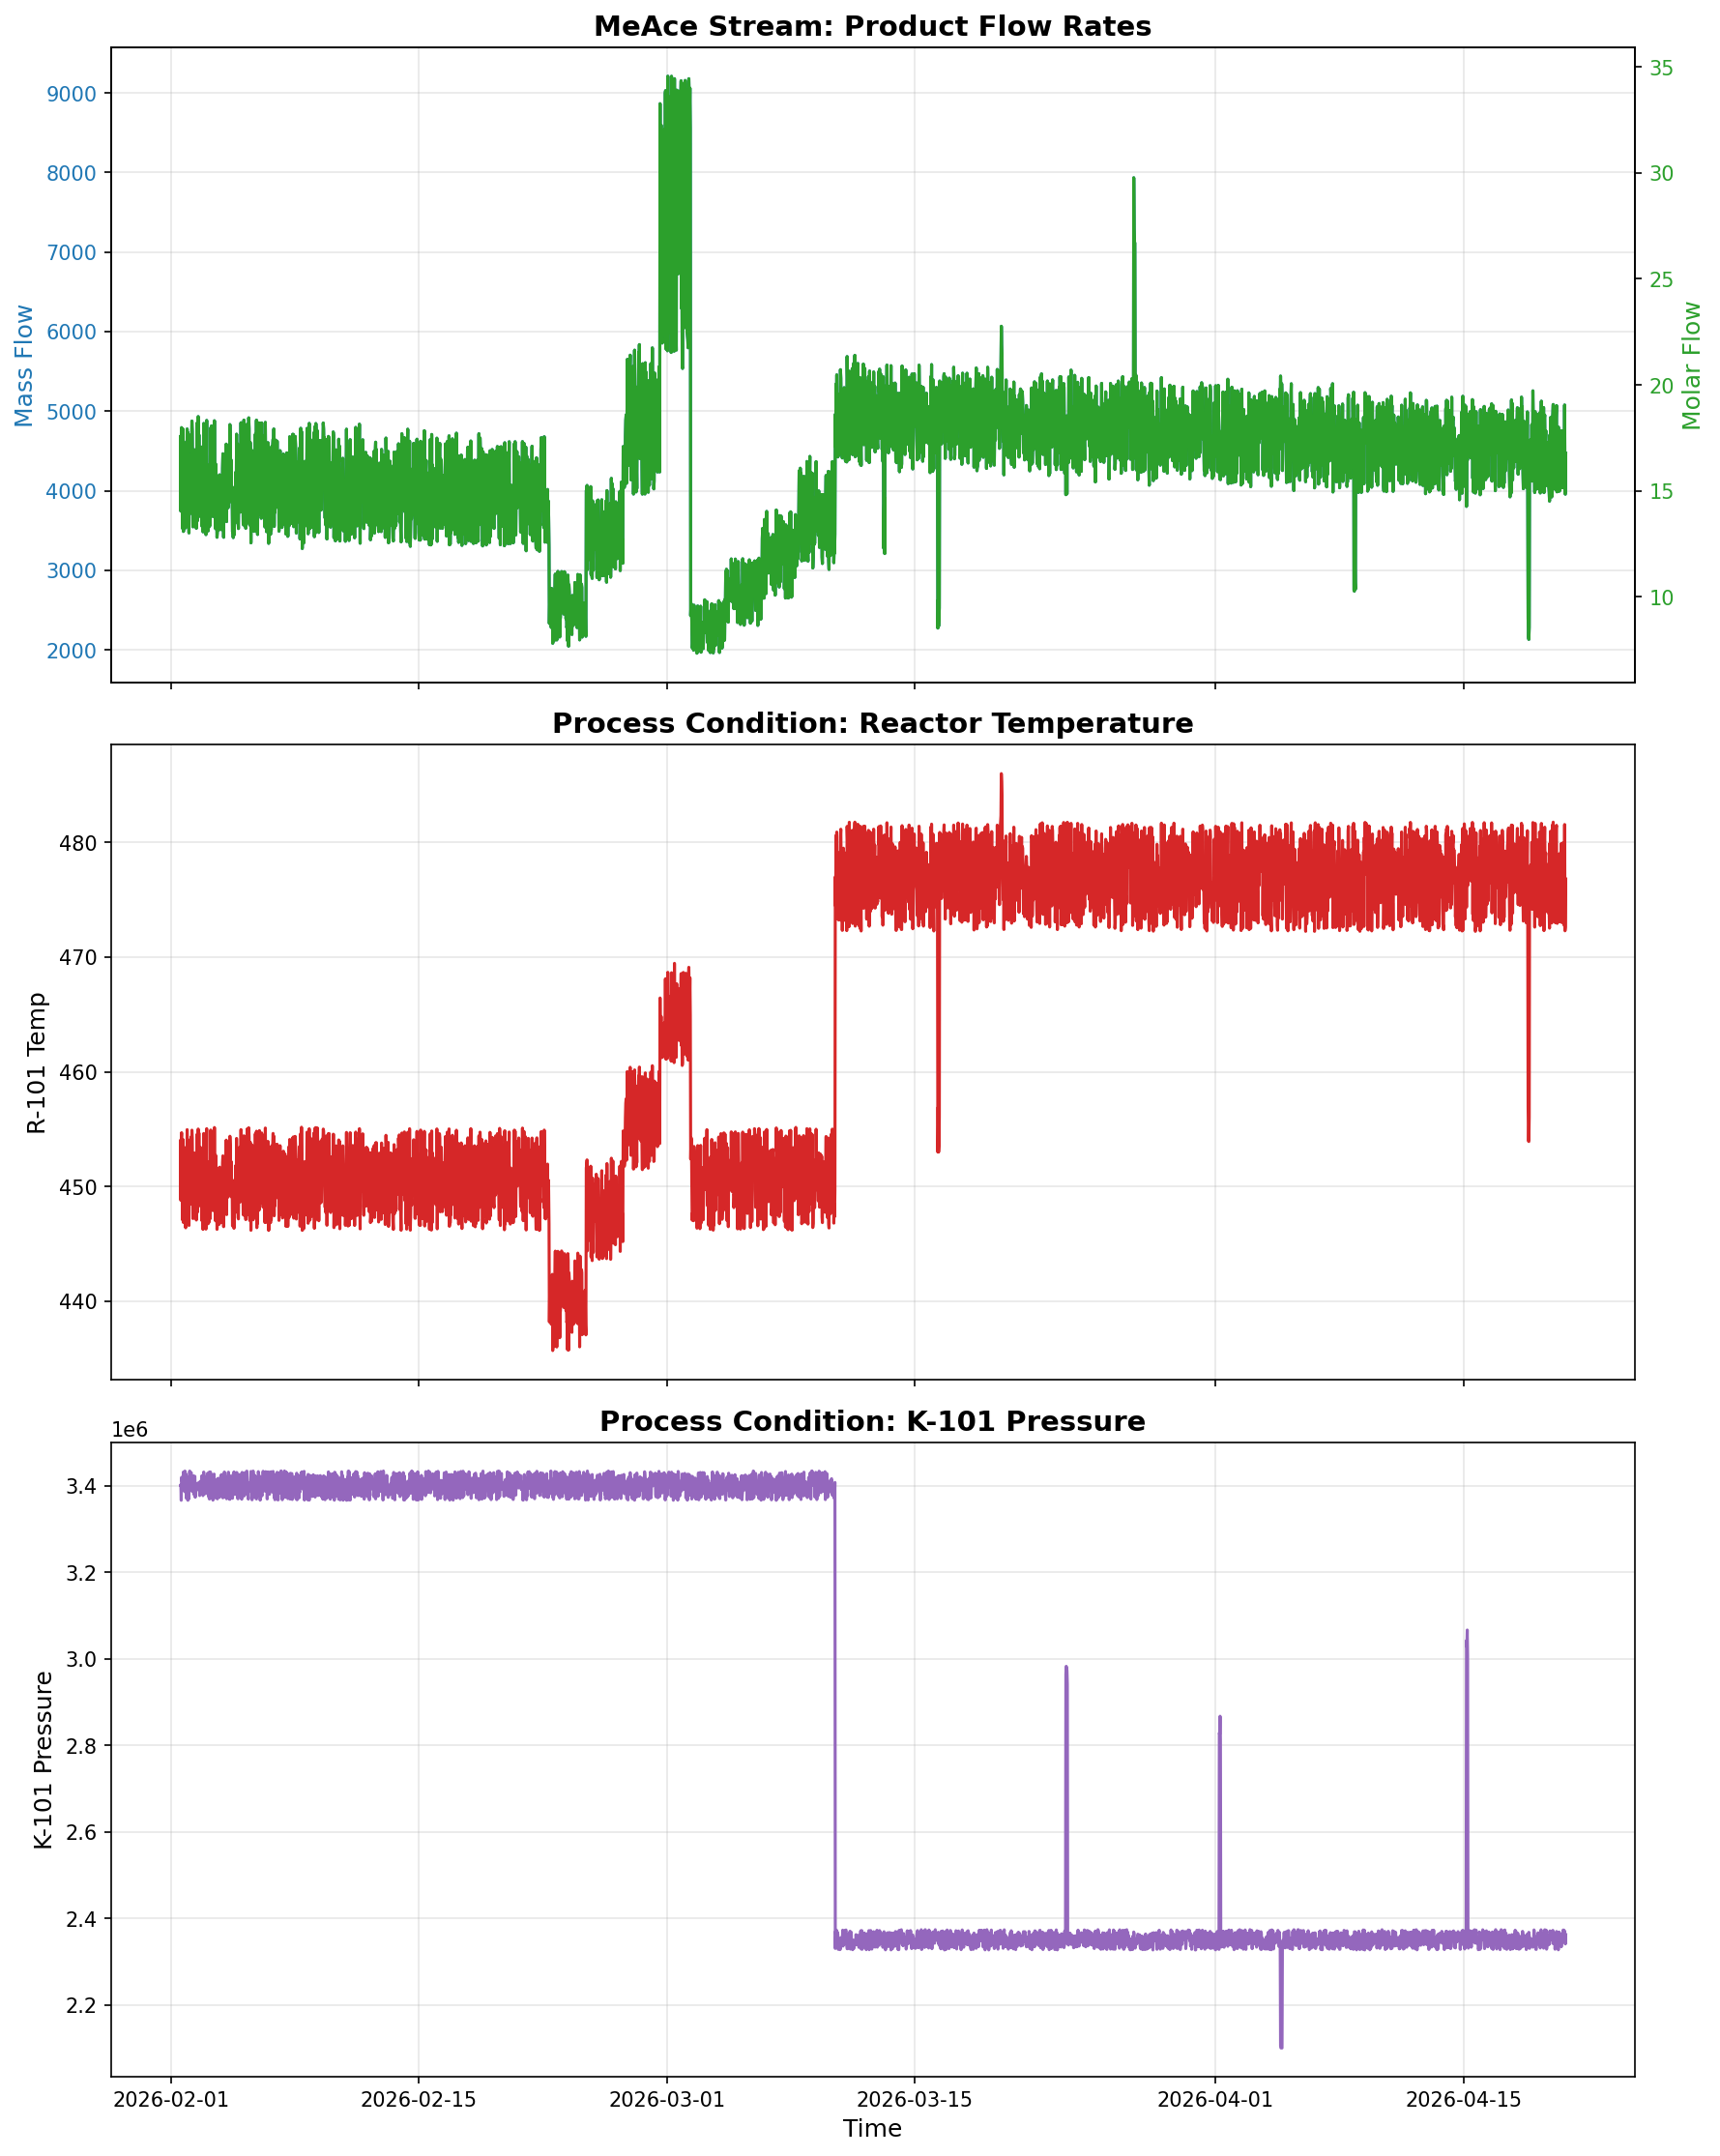 MeAce Stream: Product Flow Rates
9000
8000
7000
6000
5000
4000
3000
2000
Mass Flow
35
30
25
20
15
10
Molar Flow
Process Condition: Reactor Temperature
480
470
460
450
440
R-101 Temp
Process Condition: K-101 Pressure
1e6
3.4
3.2
3.0
2.8
2.6
2.4
2.2
K-101 Pressure
2026-02-01 2026-02-15 2026-03-01 2026-03-15 2026-04-01 2026-04-15
Time